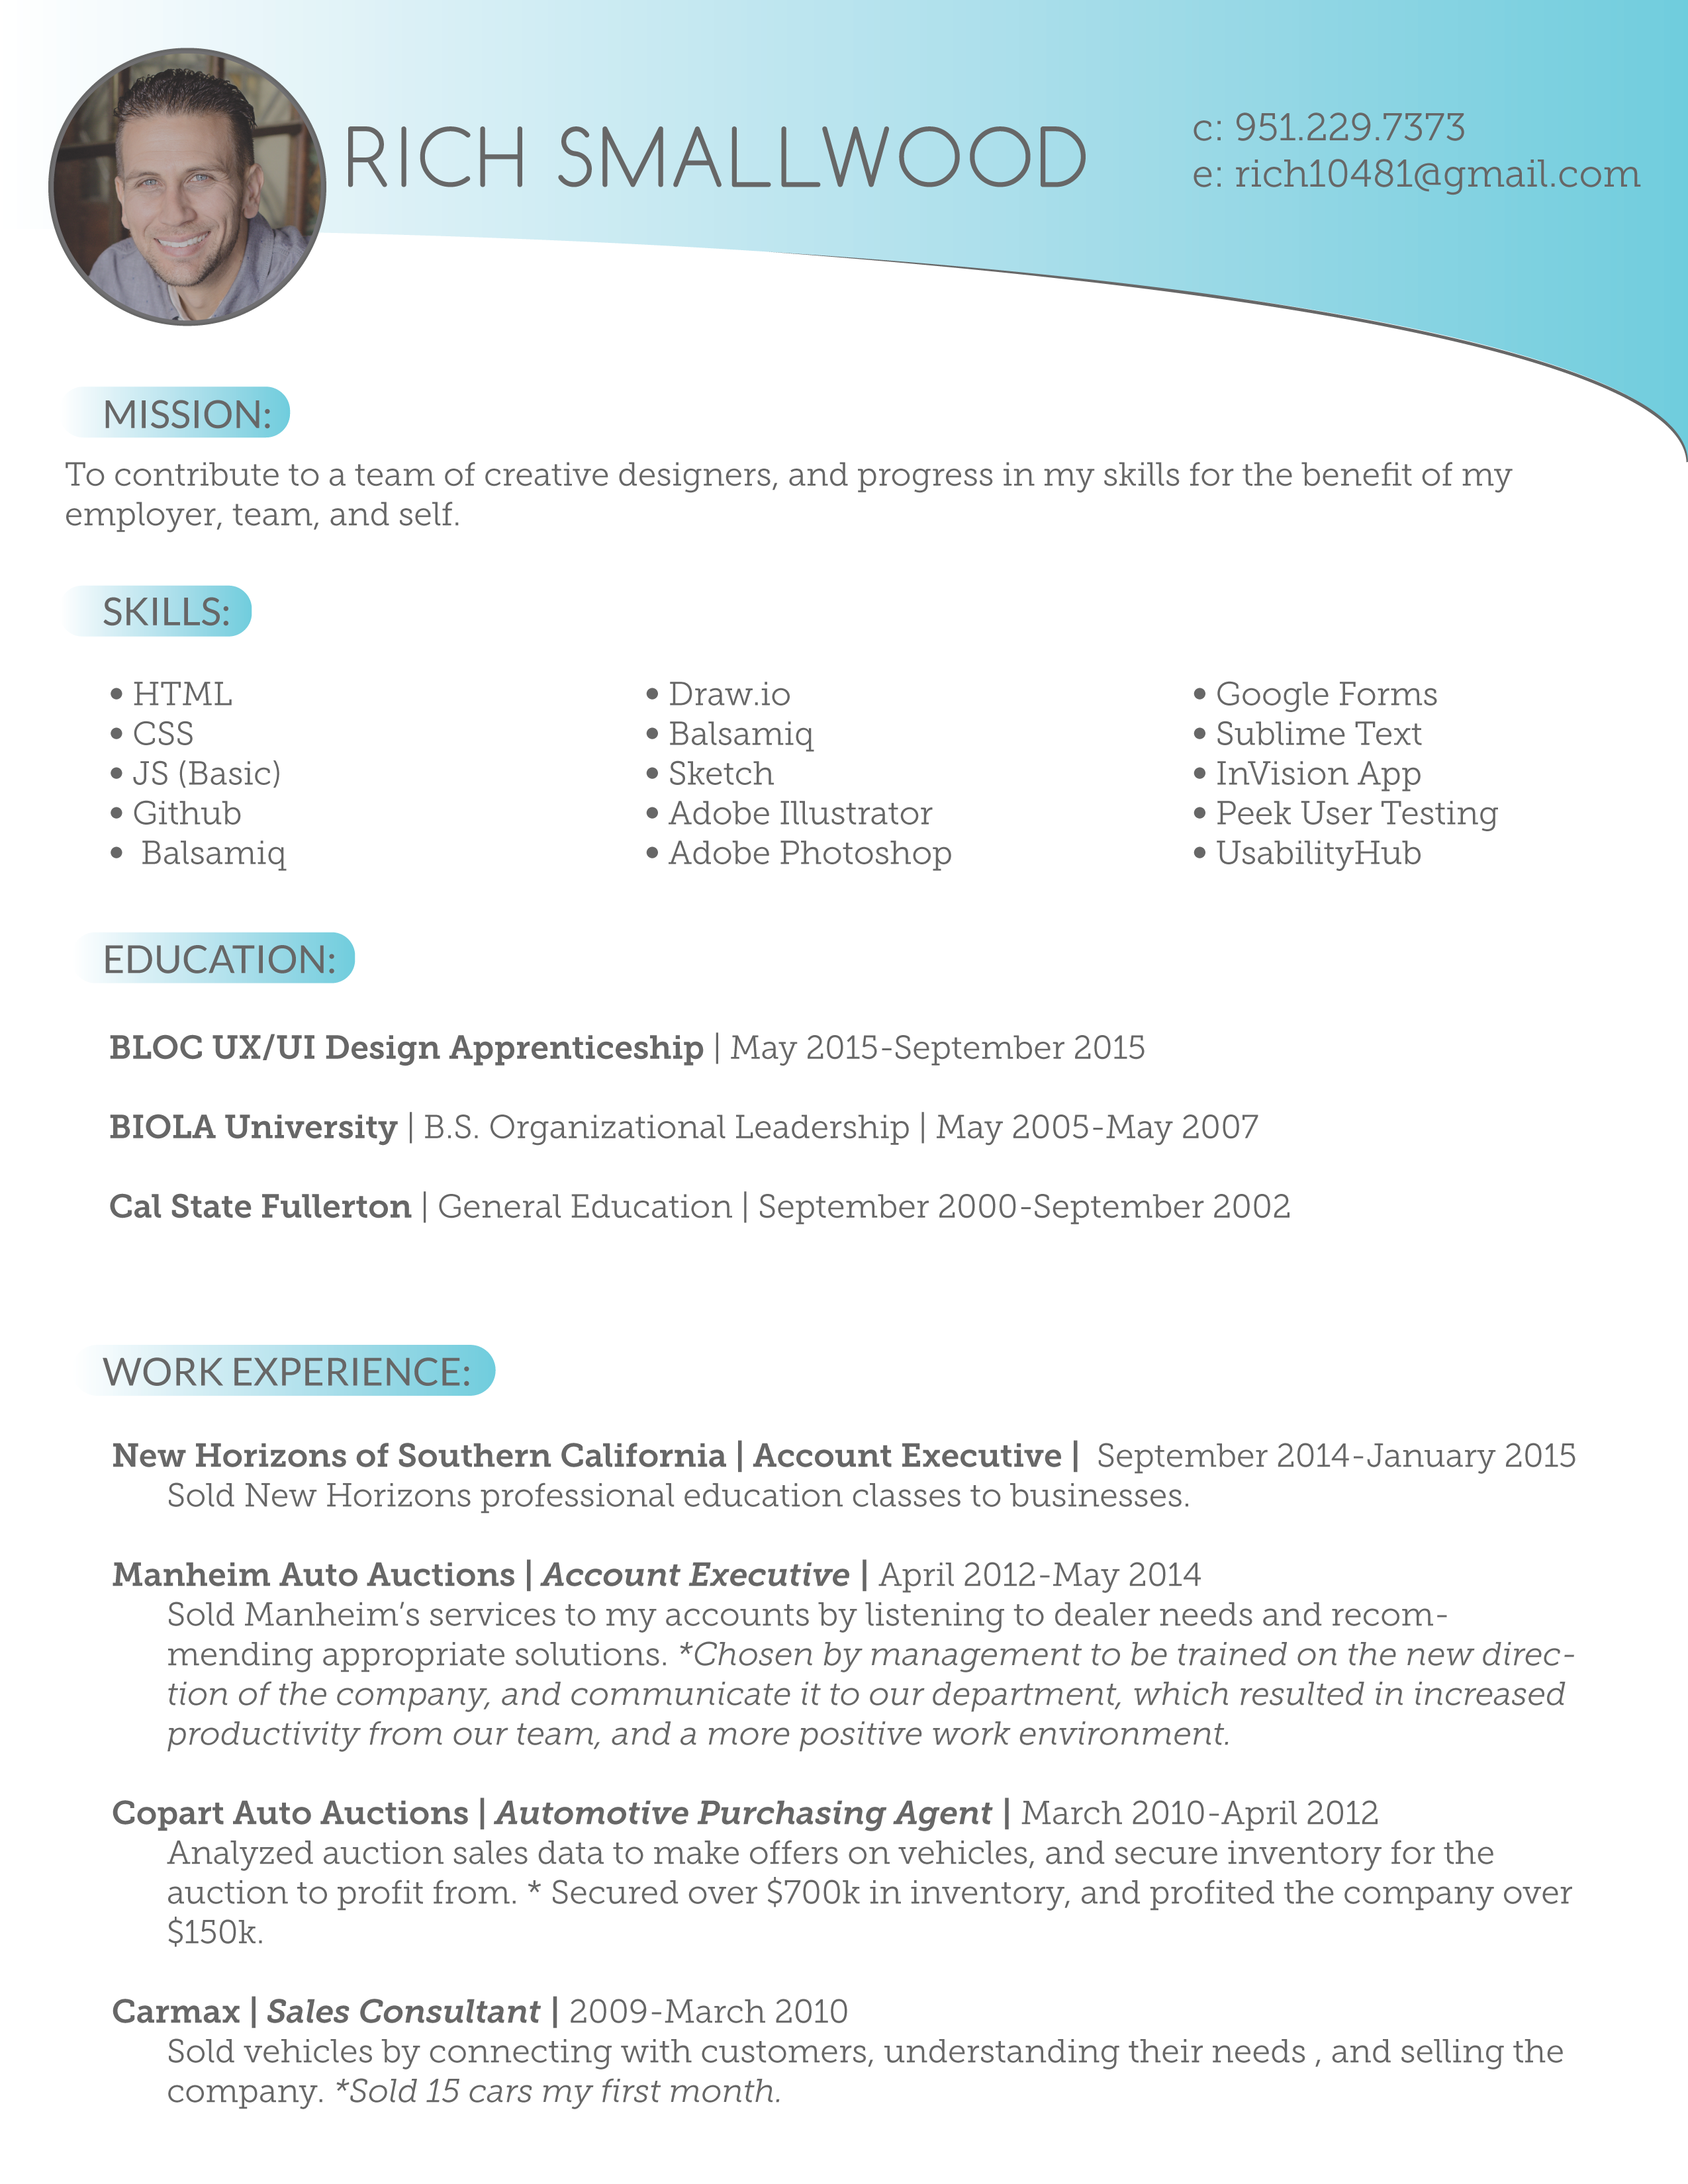 RICH SMALLWOOD
c: 951.229.7373
e: rich10481@gmail.com
MISSION:
To contribute to a team of creative designers, and progress in my skills for the benefit of my
employer, team, and self.
SKILLS:
• HTML
• CSS
• JS (Basic)
• Github
• Balsamiq
• Draw.io
• Balsamiq
• Sketch
• Adobe Illustrator
• Adobe Photoshop
• Google Forms
• Sublime Text
• InVision App
• Peek User Testing
• UsabilityHub
EDUCATION:
BLOC UX/UI Design Apprenticeship | May 2015-September 2015
BIOLA University | B.S. Organizational Leadership | May 2005-May 2007
Cal State Fullerton | General Education | September 2000-September 2002
WORK EXPERIENCE:
New Horizons of Southern California | Account Executive | September 2014-January 2015
Sold New Horizons professional education classes to businesses.
Manheim Auto Auctions | Account Executive | April 2012-May 2014
Sold Manheim’s services to my accounts by listening to dealer needs and recom-
mending appropriate solutions. *Chosen by management to be trained on the new direc-
tion of the company, and communicate it to our department, which resulted in increased
productivity from our team, and a more positive work environment.
Copart Auto Auctions | Automotive Purchasing Agent | March 2010-April 2012
Analyzed auction sales data to make offers on vehicles, and secure inventory for the
auction to profit from. * Secured over $700k in inventory, and profited the company over
$150k.
Carmax | Sales Consultant | 2009-March 2010
Sold vehicles by connecting with customers, understanding their needs , and selling the
company. *Sold 15 cars my first month.